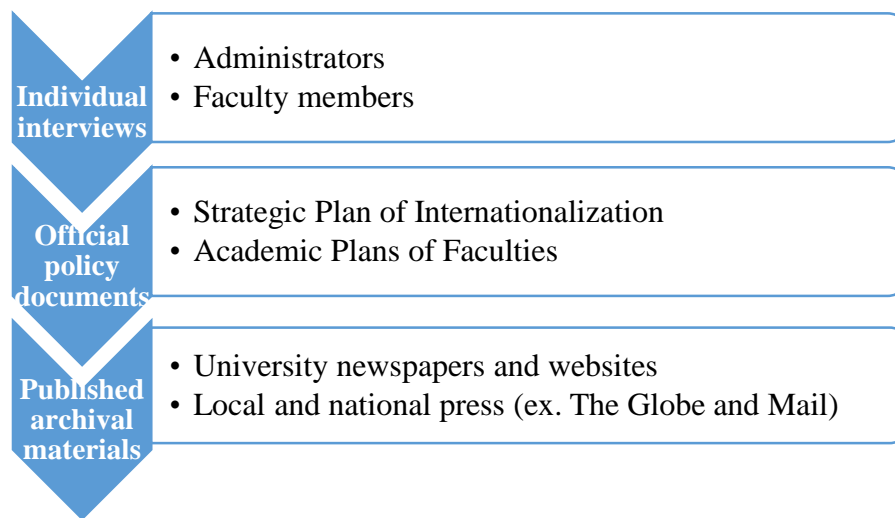 Individual
interviews
• Administrators
• Faculty members
Official
policy
documents
• Strategic Plan of Internationalization
• Academic Plans of Faculties
Published
archival
materials
• University newspapers and websites
• Local and national press (ex. The Globe and Mail)